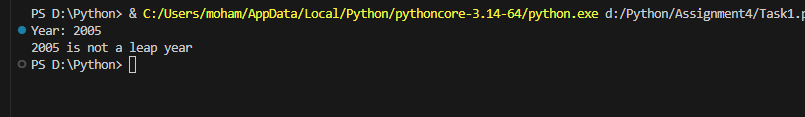 PS D:\Python> & C:/Users/moham/AppData/Local/Python/pythoncore-3.14-64/python.exe d:/Python/Assignment4/Task1.p
Year: 2005
2005 is not a leap year
PS D:\Python>